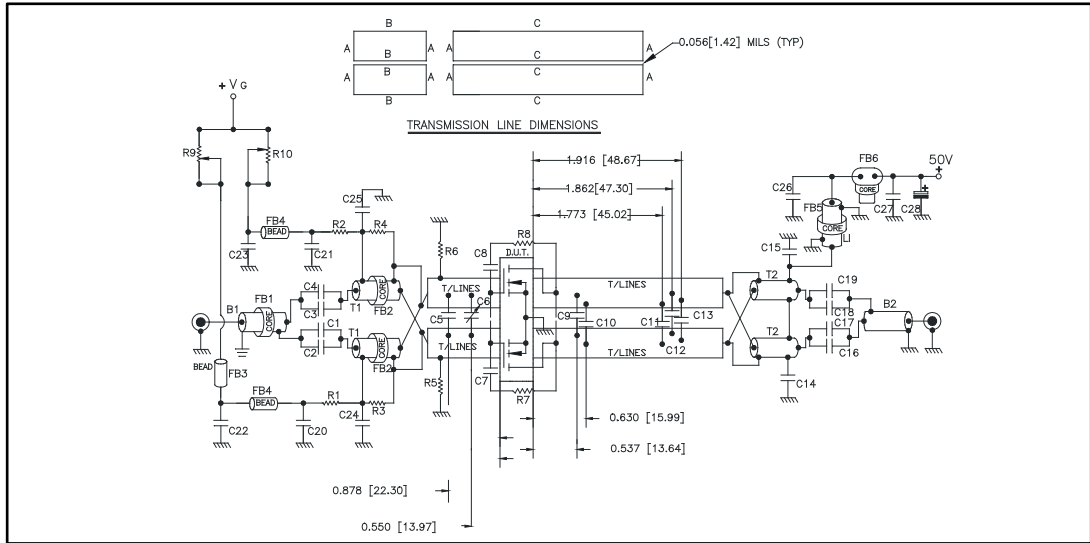 B C
A B A A C A 0.056[1.42] MILS (TYP)
A B A A C A
B C
TRANSMISSION LINE DIMENSIONS
+ VG
R9 R10
1.916 [48.67]
1.862[47.30]
1.773 [45.02]
FB6 50V
C26 CORE + C27 C28
FB5
CORE
L1
C15
C25
FB4
BEAD
R2 R4
C23 C21
R6
C8 R8
D.U.T.
T/LINES T/LINES
T2 C19
C18
C4
C3
T1
CORE
FB2
B1 FB1
CORE
C5 C6
C9 C10 C11 C12 C13
T2 C17
C16
B2
C1
C2
T1
CORE
FB2
T/LINES T/LINES
BEAD FB3
R5 C7 R7
C14
FB4
BEAD
R1 R3
C22 C20 C24
0.630 [15.99]
0.537 [13.64]
0.878 [22.30]
0.550 [13.97]